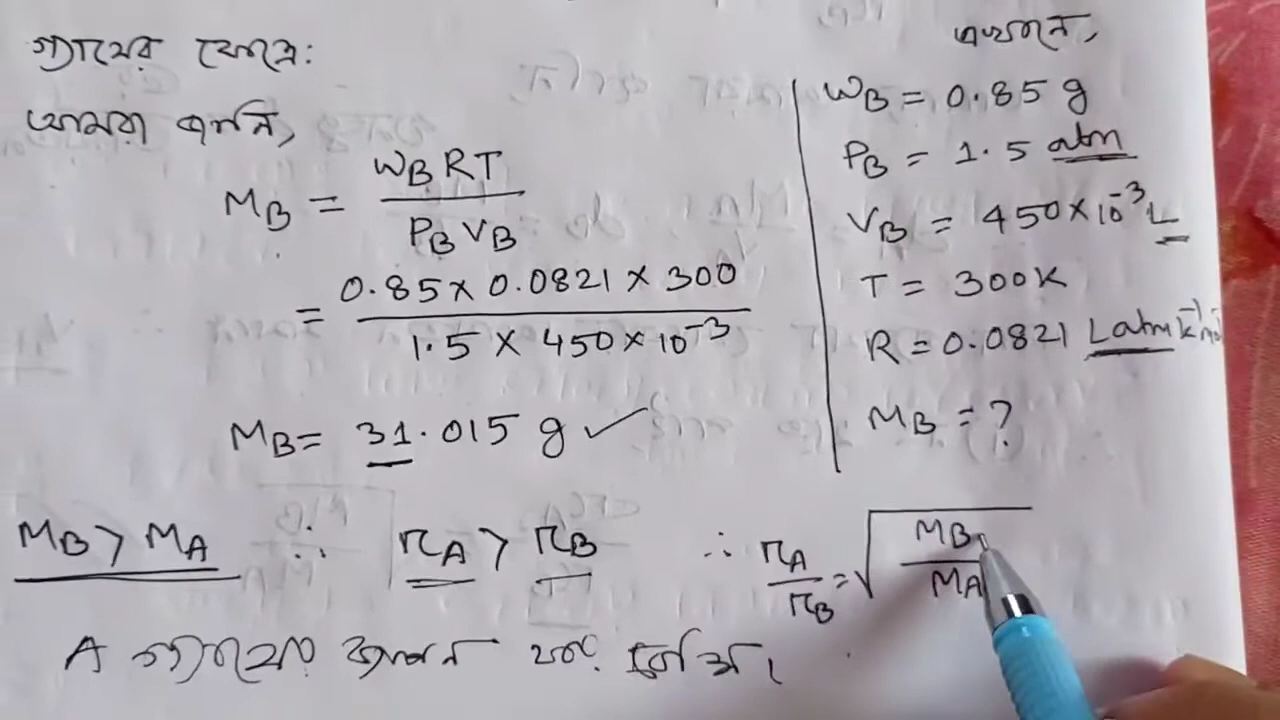 গ্যাসের ক্ষেত্রে:
আমরা জানি,
M_B = W_B RT / P_B V_B
= 0.85 × 0.0821 × 300 / 1.5 × 450 × 10⁻³
M_B = 31.015 g ✓
এখানে,
W_B = 0.85 g
P_B = 1.5 atm
V_B = 450×10⁻³ L
T = 300K
R = 0.0821 L atm K⁻¹
M_B = ?
M_B > M_A ∴ r_A > r_B ∴ r_A / r_B = √(M_B / M_A)
A গ্যাসের ব্যাপন হার বেশি।